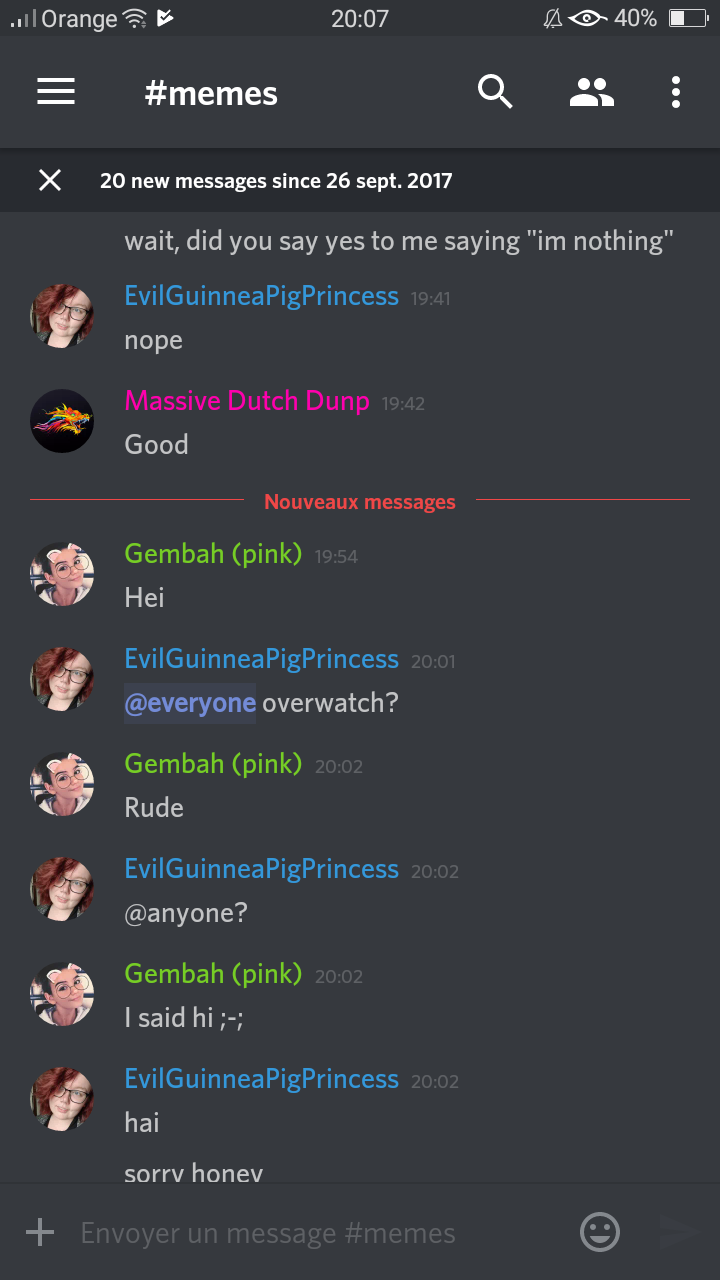 Orange 20:07 40%
#memes
20 new messages since 26 sept. 2017
wait, did you say yes to me saying "im nothing"
EvilGuinneaPigPrincess 19:41
nope
Massive Dutch Dunp 19:42
Good
Nouveaux messages
Gembah (pink) 19:54
Hei
EvilGuinneaPigPrincess 20:01
@everyone overwatch?
Gembah (pink) 20:02
Rude
EvilGuinneaPigPrincess 20:02
@anyone?
Gembah (pink) 20:02
I said hi ;-;
EvilGuinneaPigPrincess 20:02
hai
sorry honey
Envoyer un message #memes